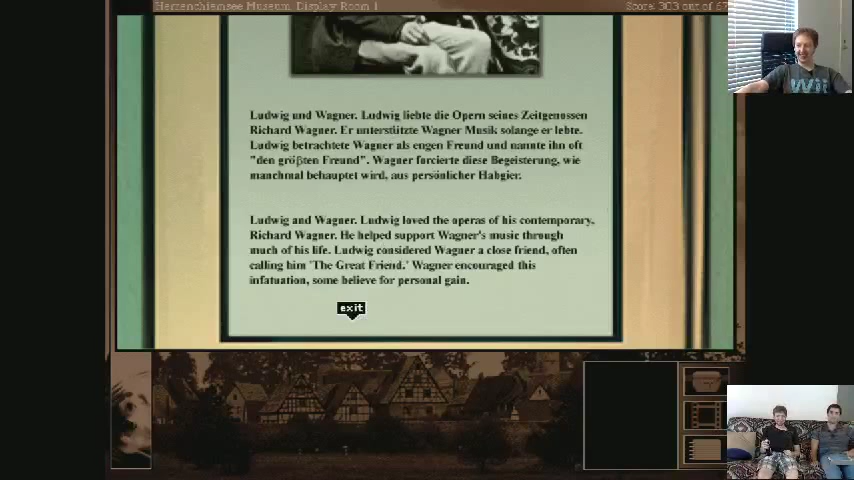 Herrenchiemsee Museum, Display Room 1
Score: 303 out of 67
Wii
Ludwig und Wagner. Ludwig liebte die Opern seines Zeitgenossen
Richard Wagner. Er unterstützte Wagner Musik solange er lebte.
Ludwig betrachtete Wagner als engen Freund und nannte ihn oft
"den größten Freund". Wagner forcierte diese Begeisterung, wie
manchmal behauptet wird, aus persönlicher Habgier.
Ludwig and Wagner. Ludwig loved the operas of his contemporary,
Richard Wagner. He helped support Wagner's music through
much of his life. Ludwig considered Wagner a close friend, often
calling him 'The Great Friend.' Wagner encouraged this
infatuation, some believe for personal gain.
exit